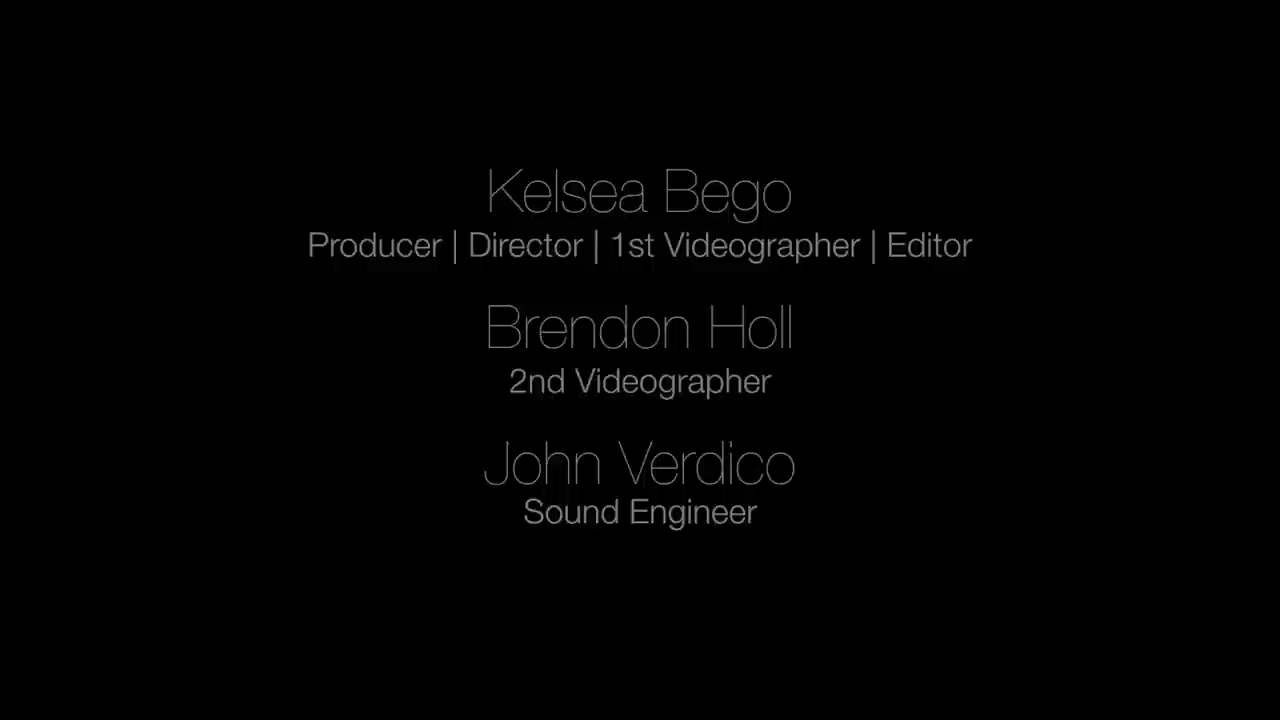 Kelsea Bego
Producer | Director | 1st Videographer | Editor
Brendon Holl
2nd Videographer
John Verdico
Sound Engineer